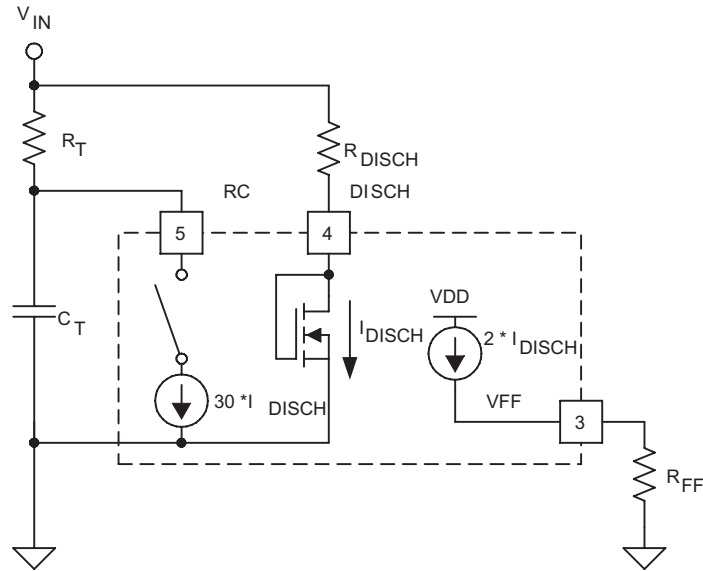 V IN
R T
R DISCH
RC
DISCH
5
4
C T
I DISCH
VDD
2 * I DISCH
30 *I DISCH
VFF
3
R FF